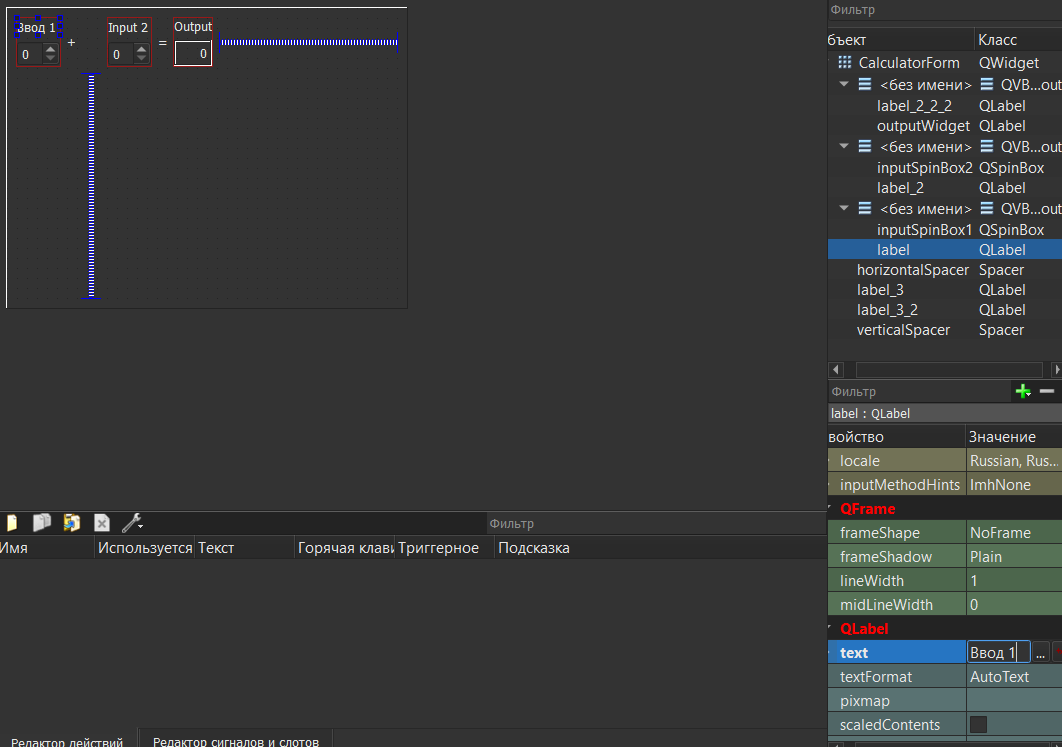 Ввод 1 Input 2 Output
0 + 0 = 0
Фильтр
бъект Класс
CalculatorForm QWidget
<без имени> QVB...out
label_2_2_2 QLabel
outputWidget QLabel
<без имени> QVB...out
inputSpinBox2 QSpinBox
label_2 QLabel
<без имени> QVB...out
inputSpinBox1 QSpinBox
label QLabel
horizontalSpacer Spacer
label_3 QLabel
label_3_2 QLabel
verticalSpacer Spacer
Фильтр
label : QLabel
войство Значение
locale Russian, Rus...
inputMethodHints ImhNone
QFrame
frameShape NoFrame
frameShadow Plain
lineWidth 1
midLineWidth 0
QLabel
text Ввод 1 ...
textFormat AutoText
pixmap
scaledContents
Фильтр
Имя Используется Текст Горячая клави Триггерное Подсказка
Редактор действий Редактор сигналов и слотов